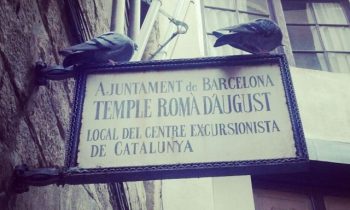 AJUNTAMENT de BARCELONA
TEMPLE ROMÀ D'AUGUST
LOCAL DEL CENTRE EXCURSIONISTA
DE CATALUNYA